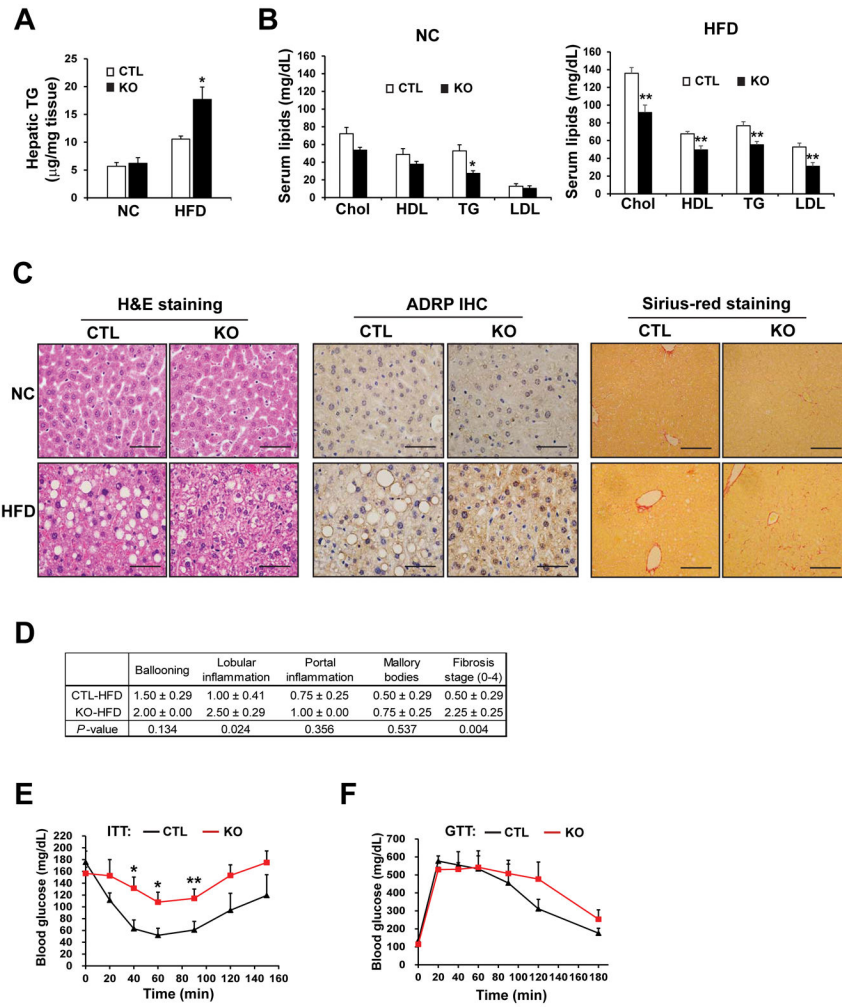 A
Hepatic TG
(μg/mg tissue)
25
20
15
10
5
0
CTL
KO
*
NC
HFD
B
NC
Serum lipids (mg/dL)
160
140
120
100
80
60
40
20
0
CTL
KO
*
Chol
HDL
TG
LDL
HFD
Serum lipids (mg/dL)
160
140
120
100
80
60
40
20
0
CTL
KO
**
**
**
**
Chol
HDL
TG
LDL
C
H&E staining
CTL
KO
ADRP IHC
CTL
KO
Sirius-red staining
CTL
KO
NC
HFD
D
Ballooning Lobular inflammation Portal inflammation Mallory bodies Fibrosis stage (0-4)
CTL-HFD 1.50 ± 0.29 1.00 ± 0.41 0.75 ± 0.25 0.50 ± 0.29 0.50 ± 0.29
KO-HFD 2.00 ± 0.00 2.50 ± 0.29 1.00 ± 0.00 0.75 ± 0.25 2.25 ± 0.25
P-value 0.134 0.024 0.356 0.537 0.004
E
ITT: CTL KO
Blood glucose (mg/dL)
220
200
180
160
140
120
100
80
60
40
20
0
* * **
0 20 40 60 80 100 120 140 160
Time (min)
F
GTT: CTL KO
Blood glucose (mg/dL)
700
600
500
400
300
200
100
0
0 20 40 60 80 100 120 140 160 180
Time (min)